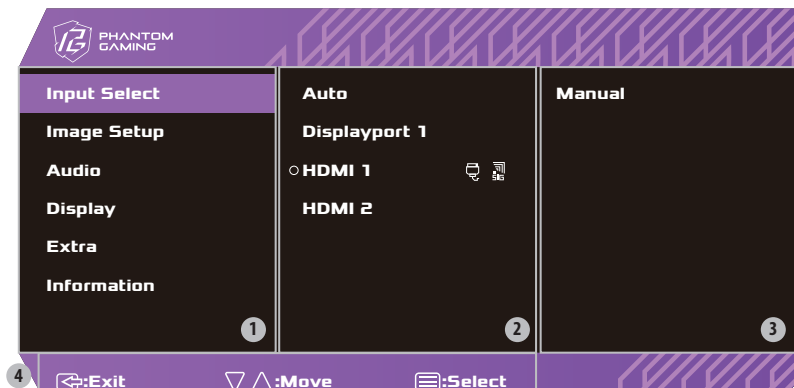 PHANTOM
GAMING
Input Select
Image Setup
Audio
Display
Extra
Information
1
Auto
Displayport 1
HDMI 1 SIG
HDMI 2
2
Manual
3
4
:Exit :Move :Select